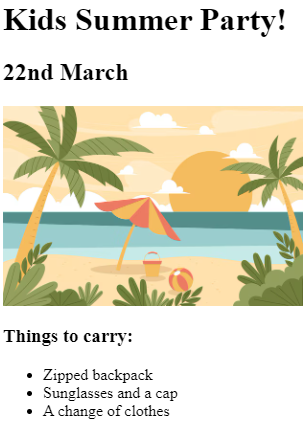 Kids Summer Party!
22nd March
Things to carry:
Zipped backpack
Sunglasses and a cap
A change of clothes